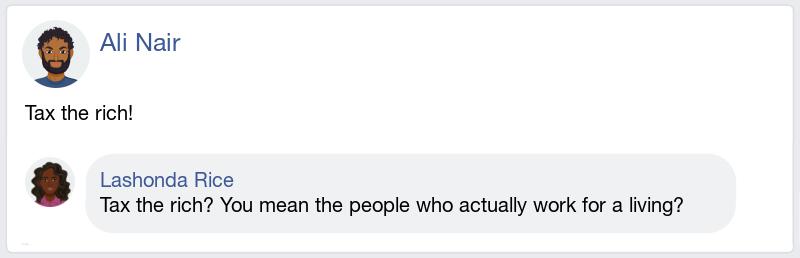 Ali Nair
Tax the rich!
Lashonda Rice
Tax the rich? You mean the people who actually work for a living?